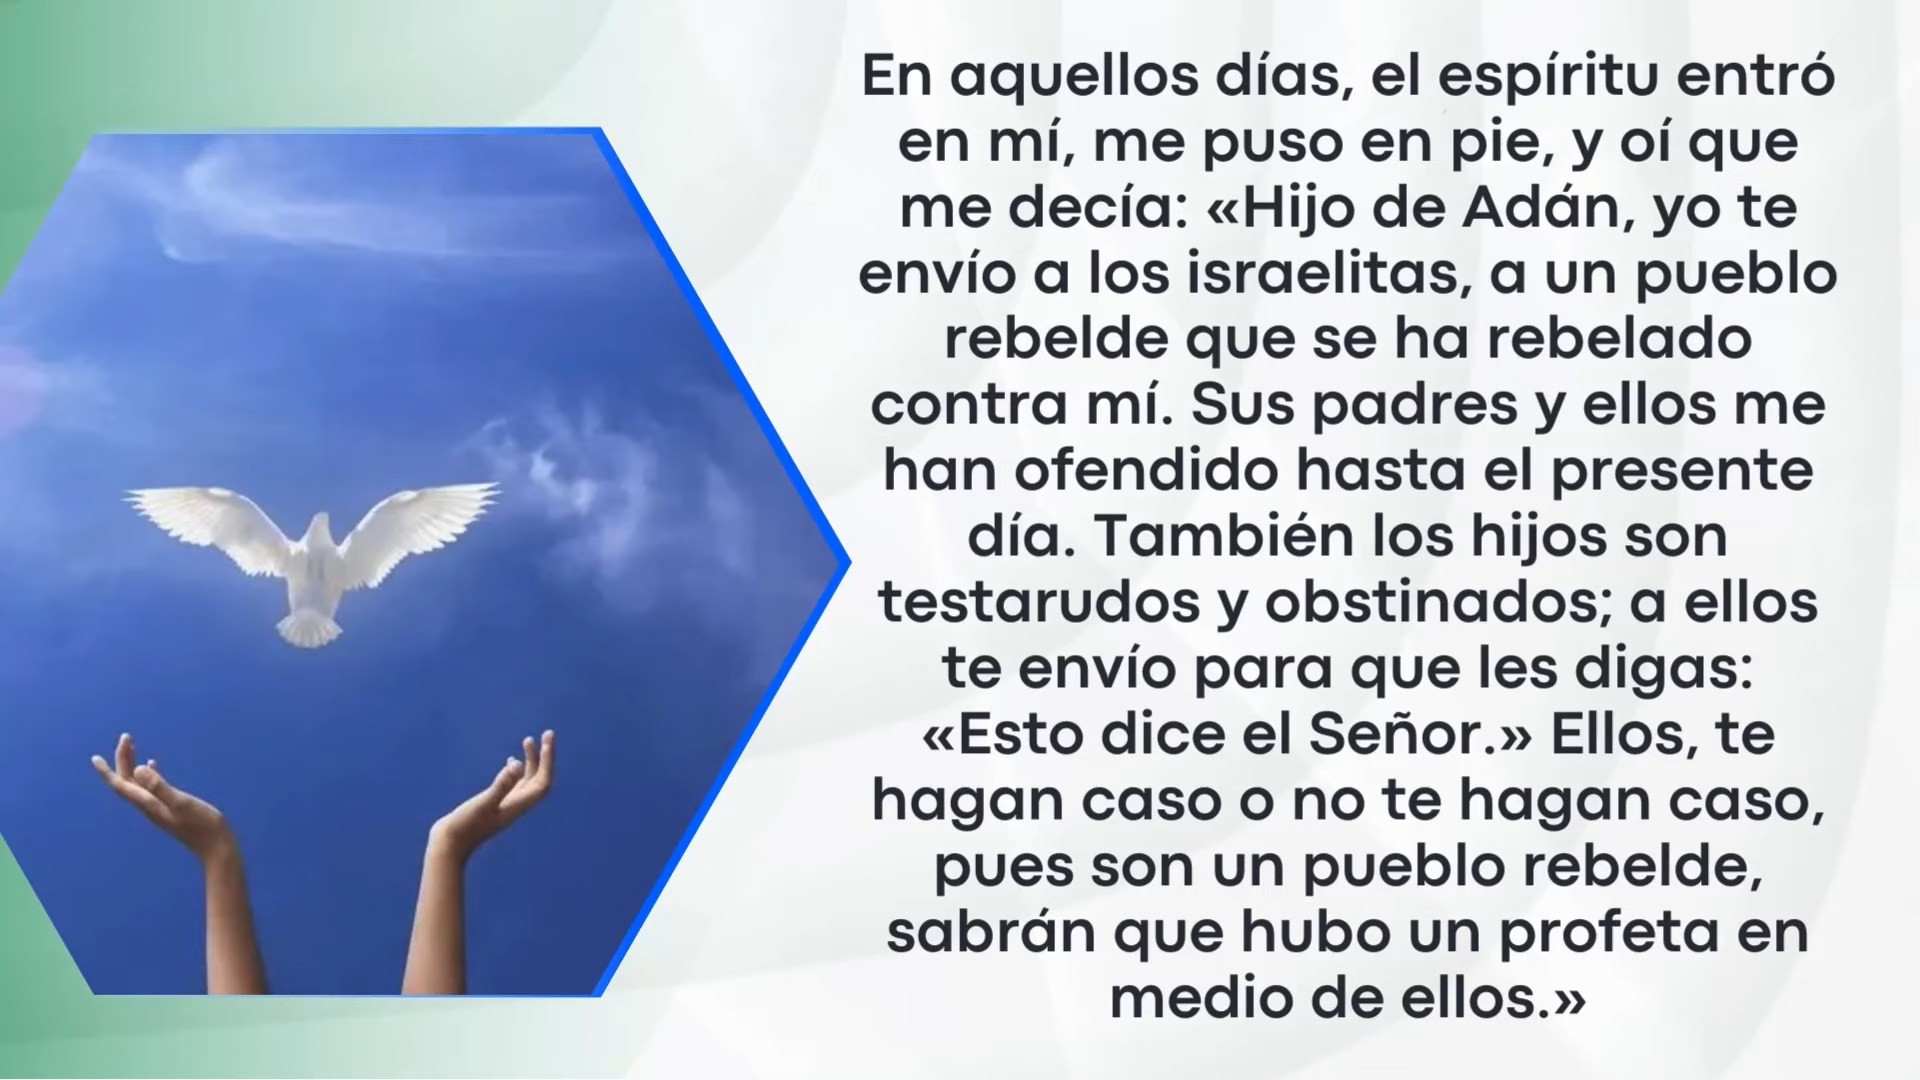 En aquellos días, el espíritu entró
en mí, me puso en pie, y oí que
me decía: «Hijo de Adán, yo te
envío a los israelitas, a un pueblo
rebelde que se ha rebelado
contra mí. Sus padres y ellos me
han ofendido hasta el presente
día. También los hijos son
testarudos y obstinados; a ellos
te envío para que les digas:
«Esto dice el Señor.» Ellos, te
hagan caso o no te hagan caso,
pues son un pueblo rebelde,
sabrán que hubo un profeta en
medio de ellos.»